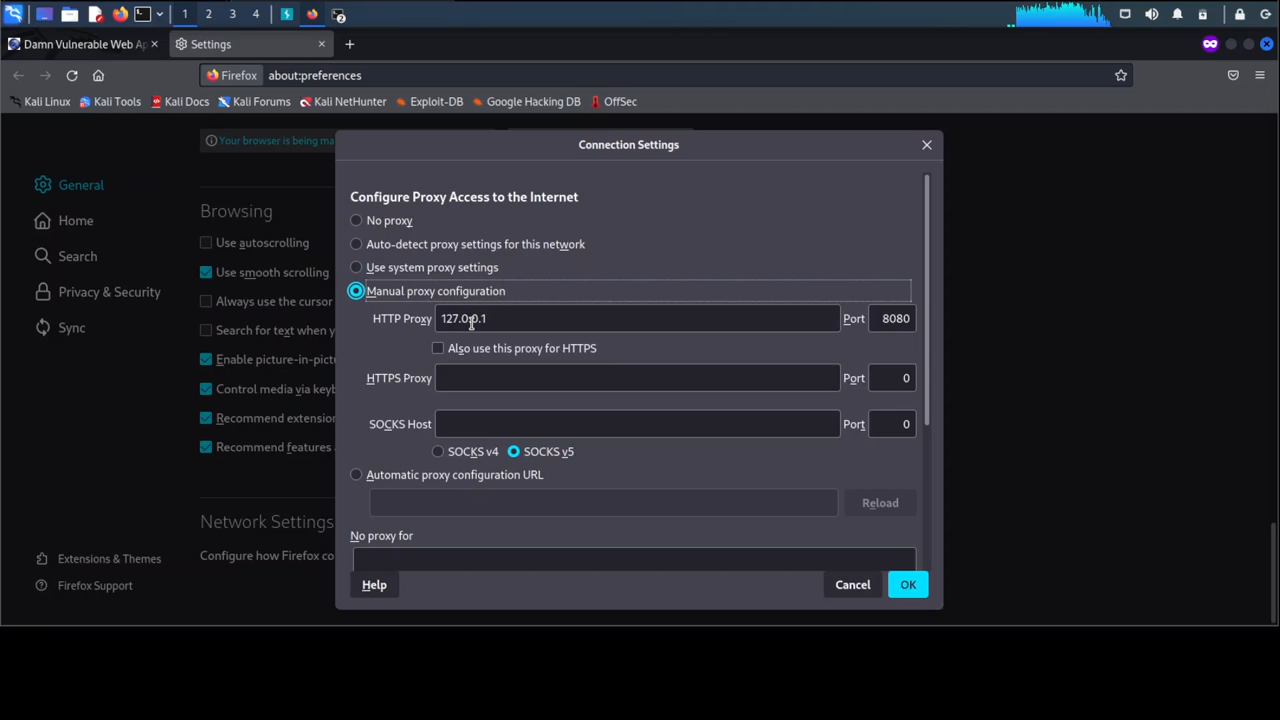 1 2 3 4 2
Damn Vulnerable Web Ap
Settings
Firefox about:preferences
Kali Linux Kali Tools Kali Docs Kali Forums Kali NetHunter Exploit-DB Google Hacking DB OffSec
Your browser is being ma
Connection Settings
General
Home
Search
Privacy & Security
Sync
Extensions & Themes
Firefox Support
Browsing
Use autoscrolling
Use smooth scrolling
Always use the cursor
Search for text when y
Enable picture-in-pictu
Control media via keyb
Recommend extension
Recommend features
Network Settings
Configure how Firefox co
Configure Proxy Access to the Internet
No proxy
Auto-detect proxy settings for this network
Use system proxy settings
Manual proxy configuration
HTTP Proxy 127.0.0.1 Port 8080
Also use this proxy for HTTPS
HTTPS Proxy Port 0
SOCKS Host Port 0
SOCKS v4 SOCKS v5
Automatic proxy configuration URL
Reload
No proxy for
Help Cancel OK